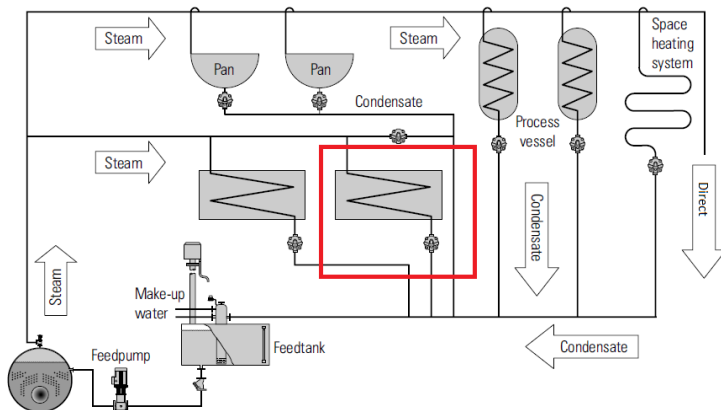 Steam
Pan
Pan
Steam
Space
heating
system
Condensate
Process
vessel
Steam
Condensate
Direct
Steam
Make-up
water
Feedtank
Condensate
Feedpump